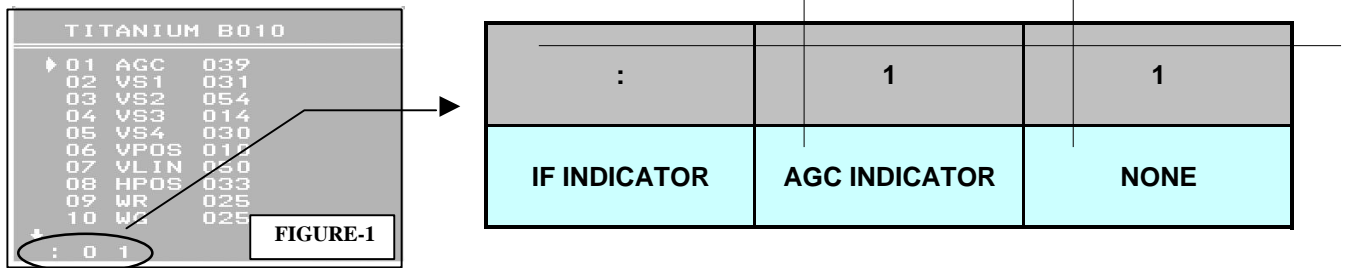 TITANIUM B010
01 AGC 039
02 VS1 031
03 VS2 054
04 VS3 014
05 VS4 030
06 VPOS 010
07 VLIN
08 HPOS 033
09 WR 025
10 WG 025
: 0 1
FIGURE-1
: 1 1
IF INDICATOR AGC INDICATOR NONE